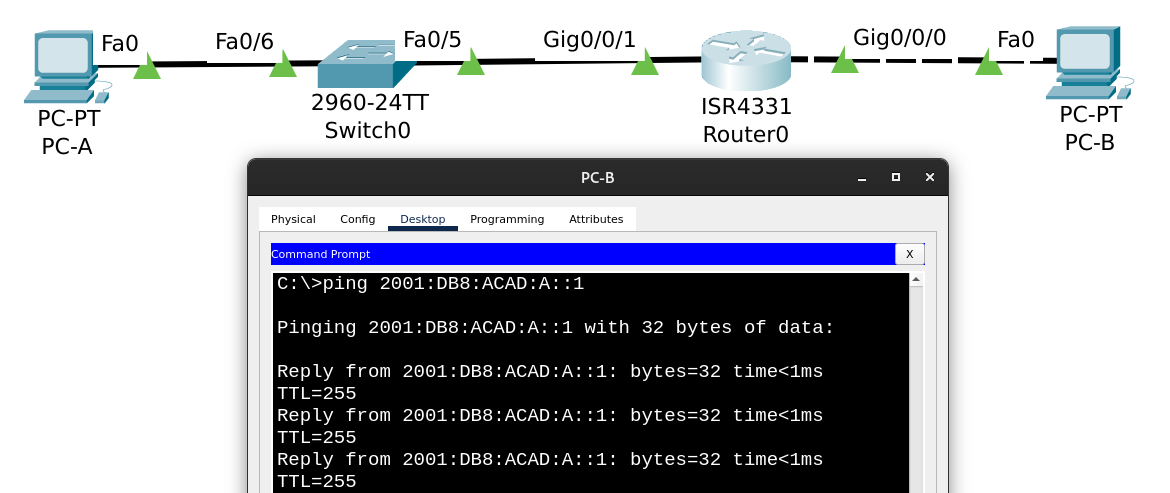 Fa0
Fa0/6
Fa0/5
Gig0/0/1
Gig0/0/0
Fa0
PC-PT
PC-A
2960-24TT
Switch0
ISR4331
Router0
PC-PT
PC-B
PC-B
Physical Config Desktop Programming Attributes
Command Prompt X
C:\>ping 2001:DB8:ACAD:A::1
Pinging 2001:DB8:ACAD:A::1 with 32 bytes of data:
Reply from 2001:DB8:ACAD:A::1: bytes=32 time<1ms
TTL=255
Reply from 2001:DB8:ACAD:A::1: bytes=32 time<1ms
TTL=255
Reply from 2001:DB8:ACAD:A::1: bytes=32 time<1ms
TTL=255